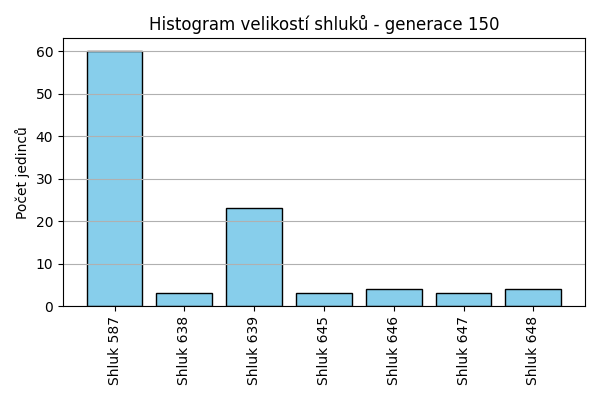 Histogram velikostí shluků - generace 150
Počet jedinců
60
50
40
30
20
10
0
Shluk 587
Shluk 638
Shluk 639
Shluk 645
Shluk 646
Shluk 647
Shluk 648